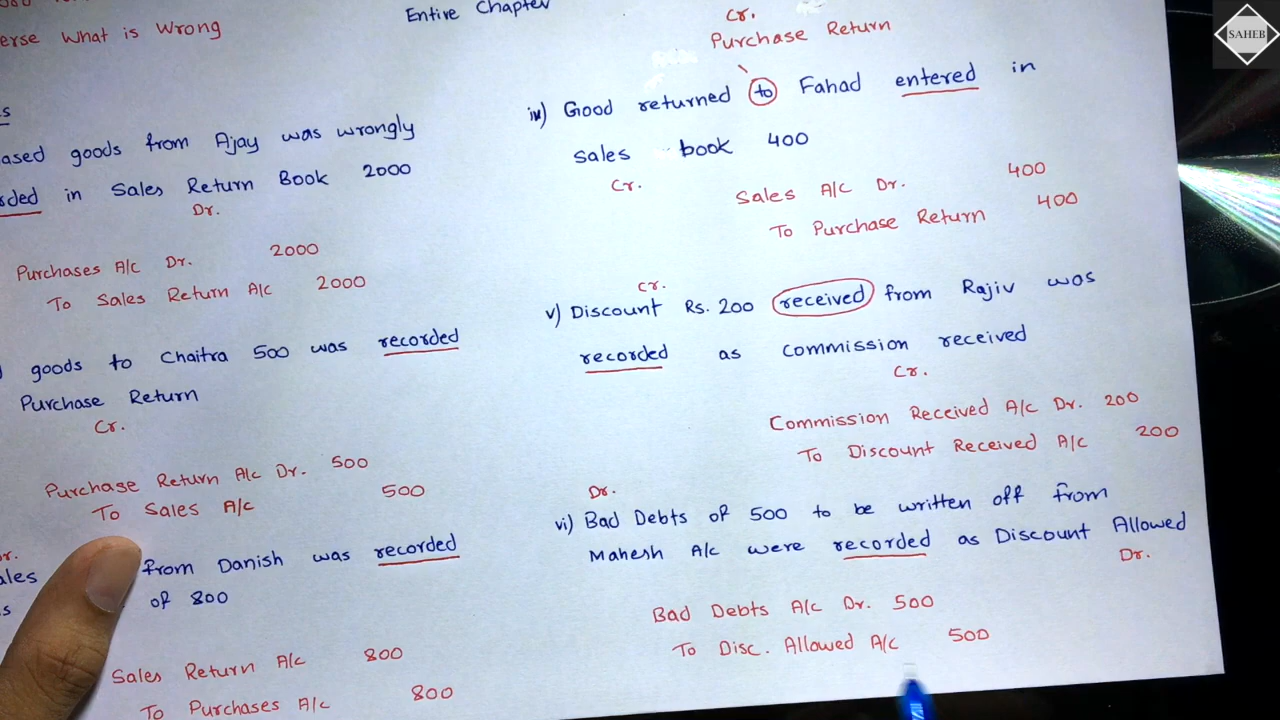 Entire Chapter
erse What is Wrong
s
ased goods from Ajay was wrongly
rded in Sales Return Book 2000
Dr.
Purchases A/c Dr. 2000
To Sales Return A/c 2000
goods to Chaitra 500 was recorded
Purchase Return
Cr.
Purchase Return A/c Dr. 500
To Sales A/c 500
r.
ales from Danish was recorded
s of 800
Sales Return A/c 800
To Purchases A/c 800
Cr.
Purchase Return
iv) Good returned to Fahad entered in
sales book 400
Cr.
Sales A/c Dr. 400
To Purchase Return 400
Cr.
v) Discount Rs. 200 received from Rajiv was
recorded as commission received
Cr.
Commission Received A/c Dr. 200
To Discount Received A/c 200
Dr.
vi) Bad Debts of 500 to be written off from
Mahesh A/c were recorded as Discount Allowed
Dr.
Bad Debts A/c Dr. 500
To Disc. Allowed A/c 500
SAHEB